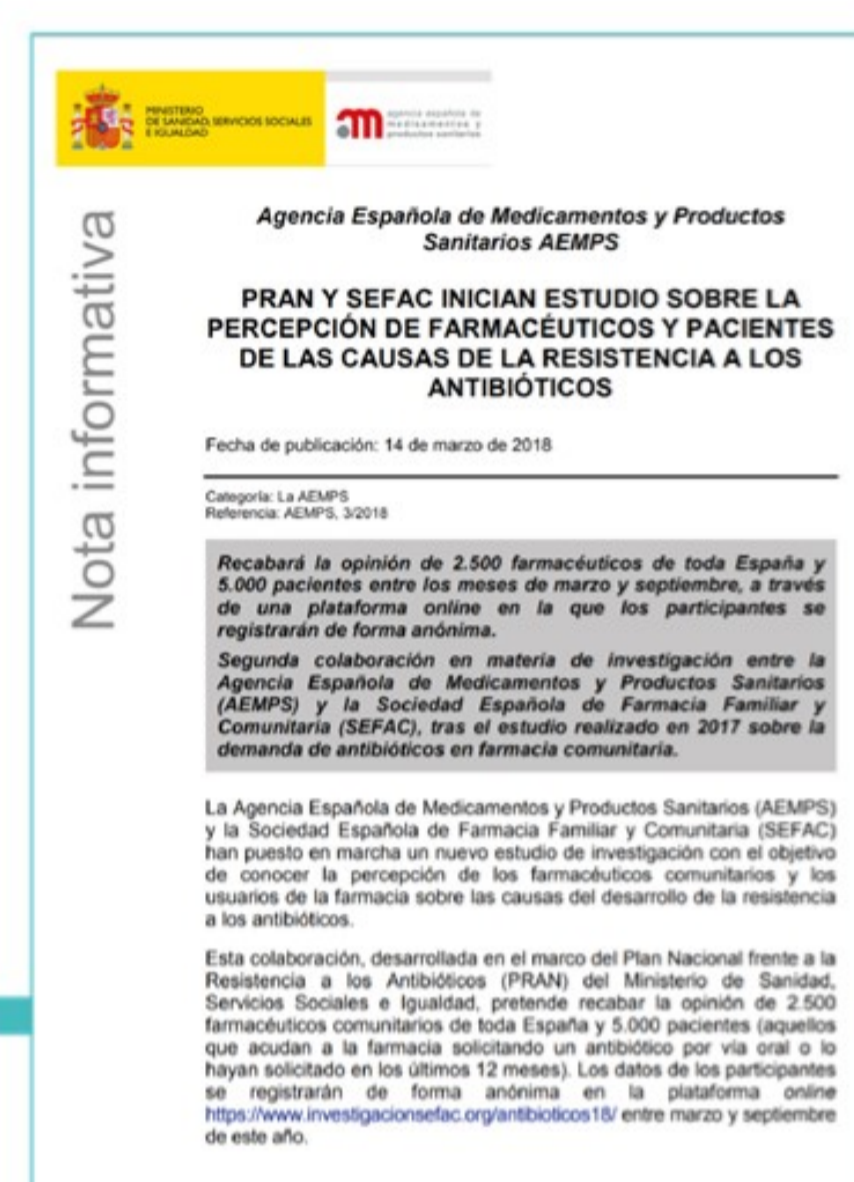 MINISTERIO
DE SANIDAD, SERVICIOS SOCIALES
E IGUALDAD
am
agencia española de
medicamentos y
productos sanitarios
Nota informativa
Agencia Española de Medicamentos y Productos
Sanitarios AEMPS
PRAN Y SEFAC INICIAN ESTUDIO SOBRE LA
PERCEPCIÓN DE FARMACÉUTICOS Y PACIENTES
DE LAS CAUSAS DE LA RESISTENCIA A LOS
ANTIBIÓTICOS
Fecha de publicación: 14 de marzo de 2018
Categoría: La AEMPS
Referencia: AEMPS, 3/2018
Recabará la opinión de 2.500 farmacéuticos de toda España y
5.000 pacientes entre los meses de marzo y septiembre, a través
de una plataforma online en la que los participantes se
registrarán de forma anónima.
Segunda colaboración en materia de investigación entre la
Agencia Española de Medicamentos y Productos Sanitarios
(AEMPS) y la Sociedad Española de Farmacia Familiar y
Comunitaria (SEFAC), tras el estudio realizado en 2017 sobre la
demanda de antibióticos en farmacia comunitaria.
La Agencia Española de Medicamentos y Productos Sanitarios (AEMPS)
y la Sociedad Española de Farmacia Familiar y Comunitaria (SEFAC)
han puesto en marcha un nuevo estudio de investigación con el objetivo
de conocer la percepción de los farmacéuticos comunitarios y los
usuarios de la farmacia sobre las causas del desarrollo de la resistencia
a los antibióticos.
Esta colaboración, desarrollada en el marco del Plan Nacional frente a la
Resistencia a los Antibióticos (PRAN) del Ministerio de Sanidad,
Servicios Sociales e Igualdad, pretende recabar la opinión de 2.500
farmacéuticos comunitarios de toda España y 5.000 pacientes (aquellos
que acudan a la farmacia solicitando un antibiótico por vía oral o lo
hayan solicitado en los últimos 12 meses). Los datos de los participantes
se registrarán de forma anónima en la plataforma online
https://www.investigacionsefac.org/antibioticos18/ entre marzo y septiembre
de este año.